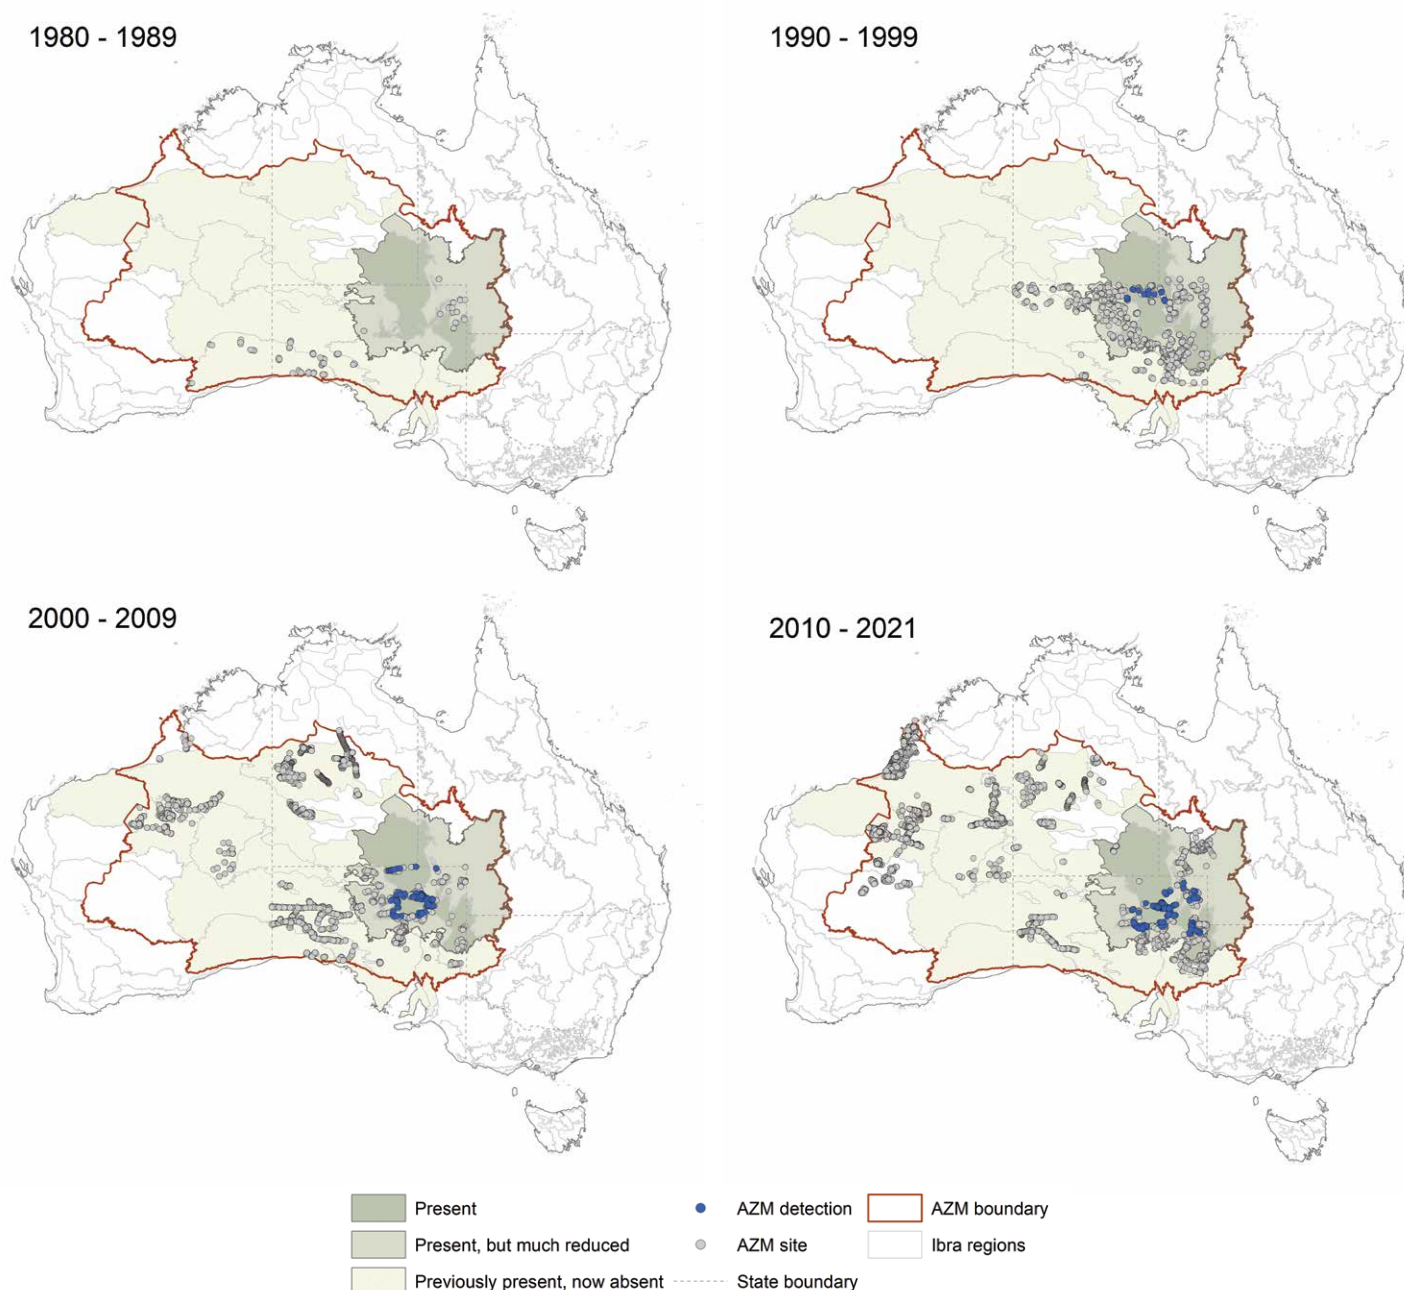 1980 - 1989
1990 - 1999
2000 - 2009
2010 - 2021
Present
AZM detection
AZM boundary
Present, but much reduced
AZM site
Ibra regions
Previously present, now absent
State boundary